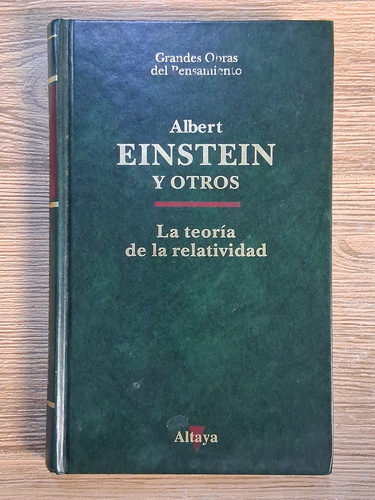 Grandes Obras
del Pensamiento
Albert
EINSTEIN
Y OTROS
La teoría
de la relatividad
Altaya